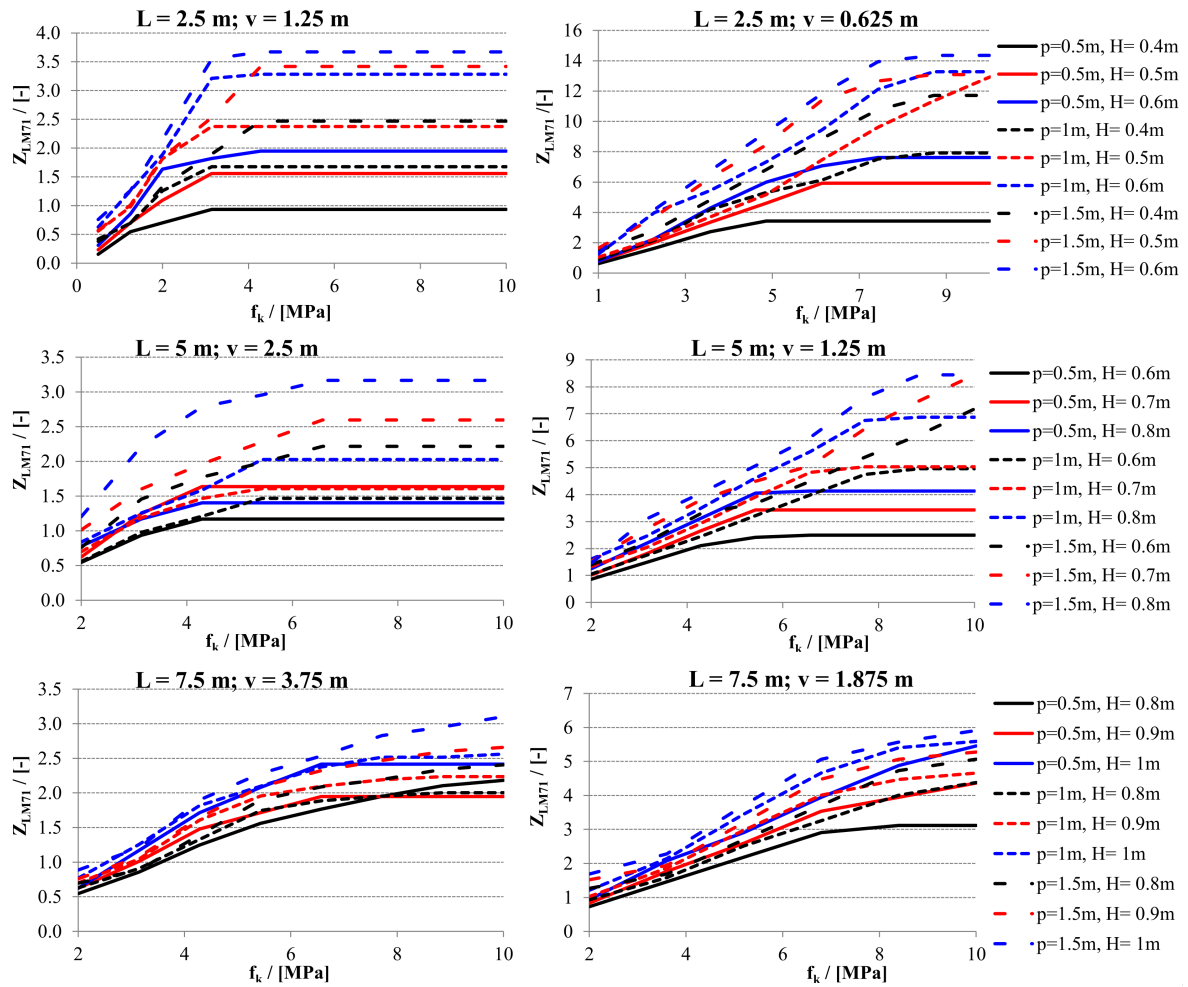 L = 2.5 m; v = 1.25 m
4.0
3.5
3.0
2.5
2.0
1.5
1.0
0.5
0.0
Z_LM71 / [-]
0 2 4 6 8 10
f_k / [MPa]
L = 2.5 m; v = 0.625 m
16
14
12
10
8
6
4
2
0
Z_LM71 /[-]
1 3 5 7 9
f_k / [MPa]
p=0.5m, H= 0.4m
p=0.5m, H= 0.5m
p=0.5m, H= 0.6m
p=1m, H= 0.4m
p=1m, H= 0.5m
p=1m, H= 0.6m
p=1.5m, H= 0.4m
p=1.5m, H= 0.5m
p=1.5m, H= 0.6m
L = 5 m; v = 2.5 m
3.5
3.0
2.5
2.0
1.5
1.0
0.5
0.0
Z_LM71 / [-]
2 4 6 8 10
f_k / [MPa]
L = 5 m; v = 1.25 m
9
8
7
6
5
4
3
2
1
0
Z_LM71 / [-]
2 4 6 8 10
f_k / [MPa]
p=0.5m, H= 0.6m
p=0.5m, H= 0.7m
p=0.5m, H= 0.8m
p=1m, H= 0.6m
p=1m, H= 0.7m
p=1m, H= 0.8m
p=1.5m, H= 0.6m
p=1.5m, H= 0.7m
p=1.5m, H= 0.8m
L = 7.5 m; v = 3.75 m
3.5
3.0
2.5
2.0
1.5
1.0
0.5
0.0
Z_LM71 / [-]
2 4 6 8 10
f_k / [MPa]
L = 7.5 m; v = 1.875 m
7
6
5
4
3
2
1
0
Z_LM71 / [-]
2 4 6 8 10
f_k / [MPa]
p=0.5m, H= 0.8m
p=0.5m, H= 0.9m
p=0.5m, H= 1m
p=1m, H= 0.8m
p=1m, H= 0.9m
p=1m, H= 1m
p=1.5m, H= 0.8m
p=1.5m, H= 0.9m
p=1.5m, H= 1m